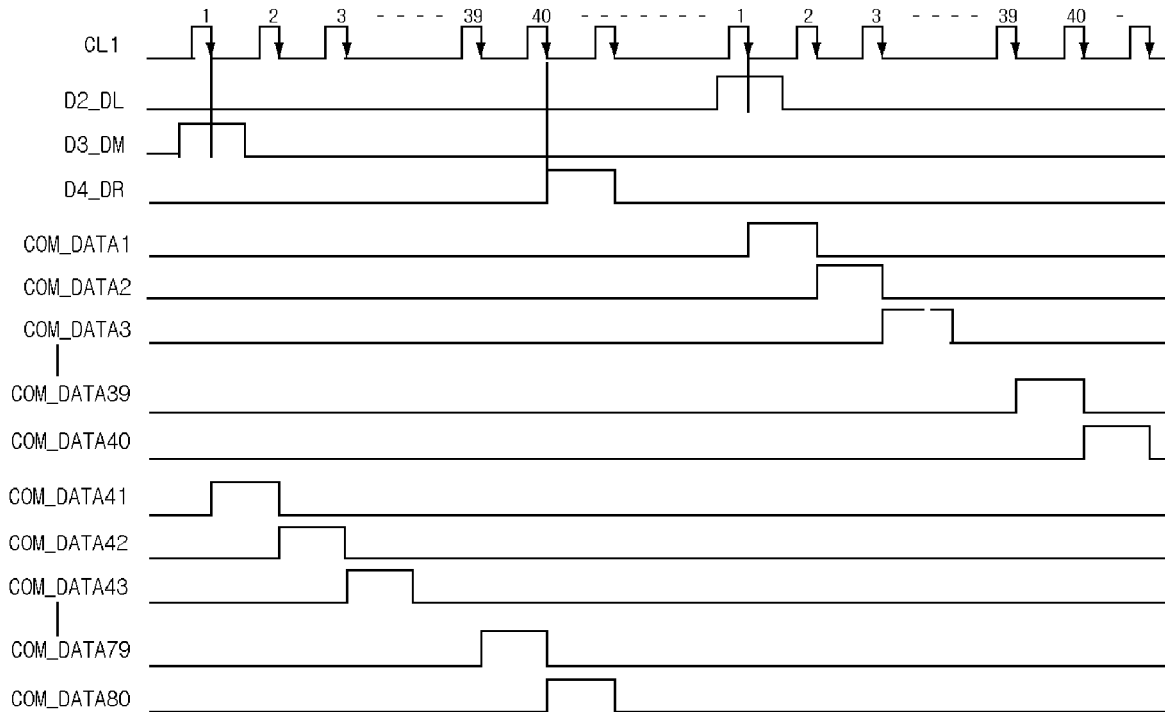 1 2 3 - - - - 39 40 - - - - - - - 1 2 3 - - - - 39 40 -
CL1
D2_DL
D3_DM
D4_DR
COM_DATA1
COM_DATA2
COM_DATA3
COM_DATA39
COM_DATA40
COM_DATA41
COM_DATA42
COM_DATA43
COM_DATA79
COM_DATA80